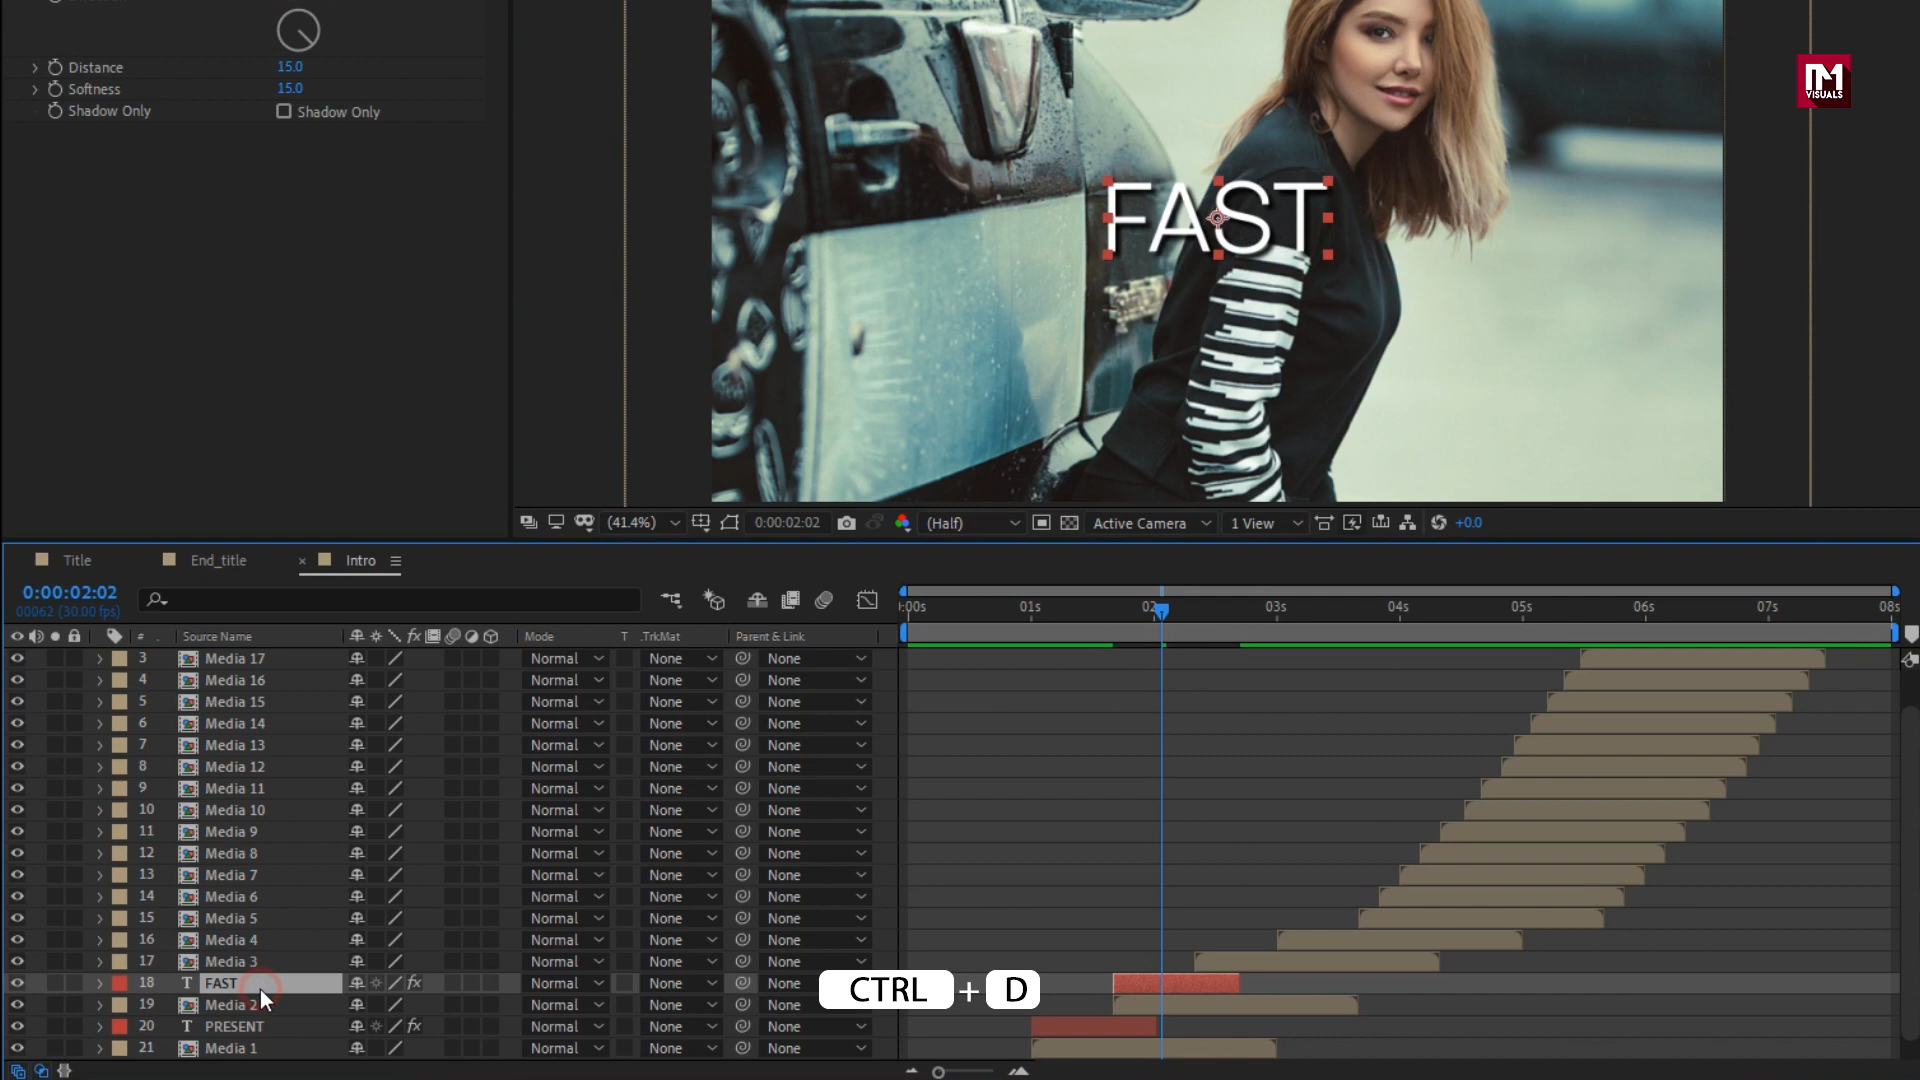 Distance 15.0
Softness 15.0
Shadow Only Shadow Only
M
VISUALS
FAST
(41.4%) 0:00:02:02 (Half) Active Camera 1 View +0.0
Title End_title × Intro
0:00:02:02
00062 (30.00 fps)
:00s 01s 02 03s 04s 05s 06s 07s 08s
# Source Name fx Mode T .TrkMat Parent & Link
3 Media 17 Normal None None
4 Media 16 Normal None None
5 Media 15 Normal None None
6 Media 14 Normal None None
7 Media 13 Normal None None
8 Media 12 Normal None None
9 Media 11 Normal None None
10 Media 10 Normal None None
11 Media 9 Normal None None
12 Media 8 Normal None None
13 Media 7 Normal None None
14 Media 6 Normal None None
15 Media 5 Normal None None
16 Media 4 Normal None None
17 Media 3 Normal None None
18 T FAST fx Normal None None
CTRL + D
19 Media 2 Normal None None
20 T PRESENT fx Normal None None
21 Media 1 Normal None None